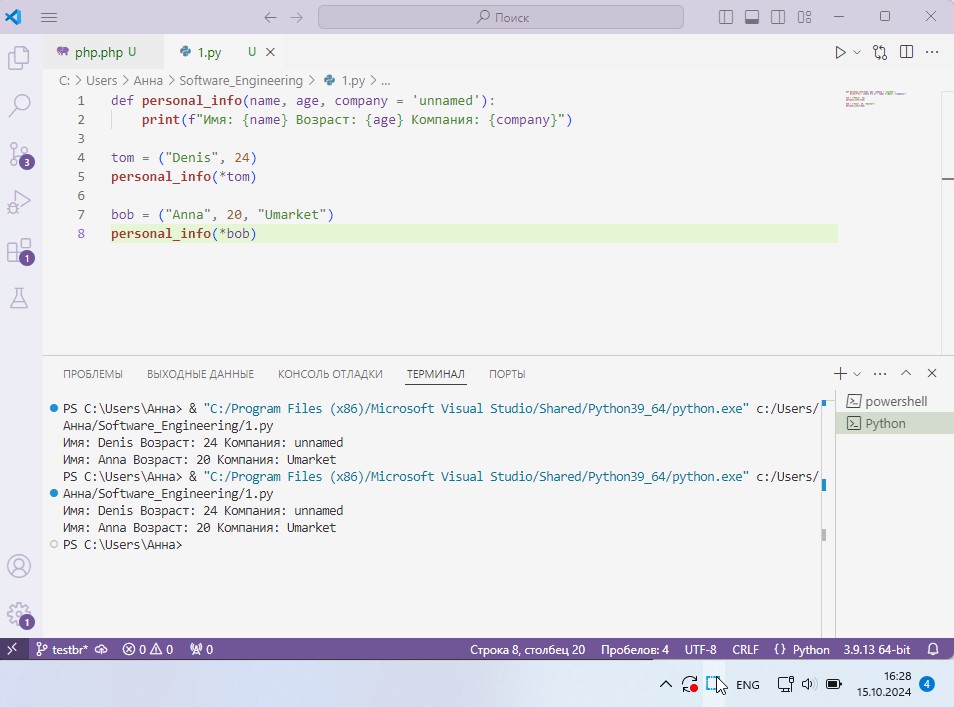 Поиск
php.php U
1.py U
C: > Users > Анна > Software_Engineering > 1.py > ...
1 def personal_info(name, age, company = 'unnamed'):
2 print(f"Имя: {name} Возраст: {age} Компания: {company}")
3
4 tom = ("Denis", 24)
5 personal_info(*tom)
6
7 bob = ("Anna", 20, "Umarket")
8 personal_info(*bob)
3
1
1
ПРОБЛЕМЫ ВЫХОДНЫЕ ДАННЫЕ КОНСОЛЬ ОТЛАДКИ ТЕРМИНАЛ ПОРТЫ
PS C:\Users\Анна> & "C:/Program Files (x86)/Microsoft Visual Studio/Shared/Python39_64/python.exe" c:/Users/
Анна/Software_Engineering/1.py
Имя: Denis Возраст: 24 Компания: unnamed
Имя: Anna Возраст: 20 Компания: Umarket
PS C:\Users\Анна> & "C:/Program Files (x86)/Microsoft Visual Studio/Shared/Python39_64/python.exe" c:/Users/
Анна/Software_Engineering/1.py
Имя: Denis Возраст: 24 Компания: unnamed
Имя: Anna Возраст: 20 Компания: Umarket
PS C:\Users\Анна>
powershell
Python
testbr* 0 0 0 Строка 8, столбец 20 Пробелов: 4 UTF-8 CRLF {} Python 3.9.13 64-bit
ENG
16:28
15.10.2024
4